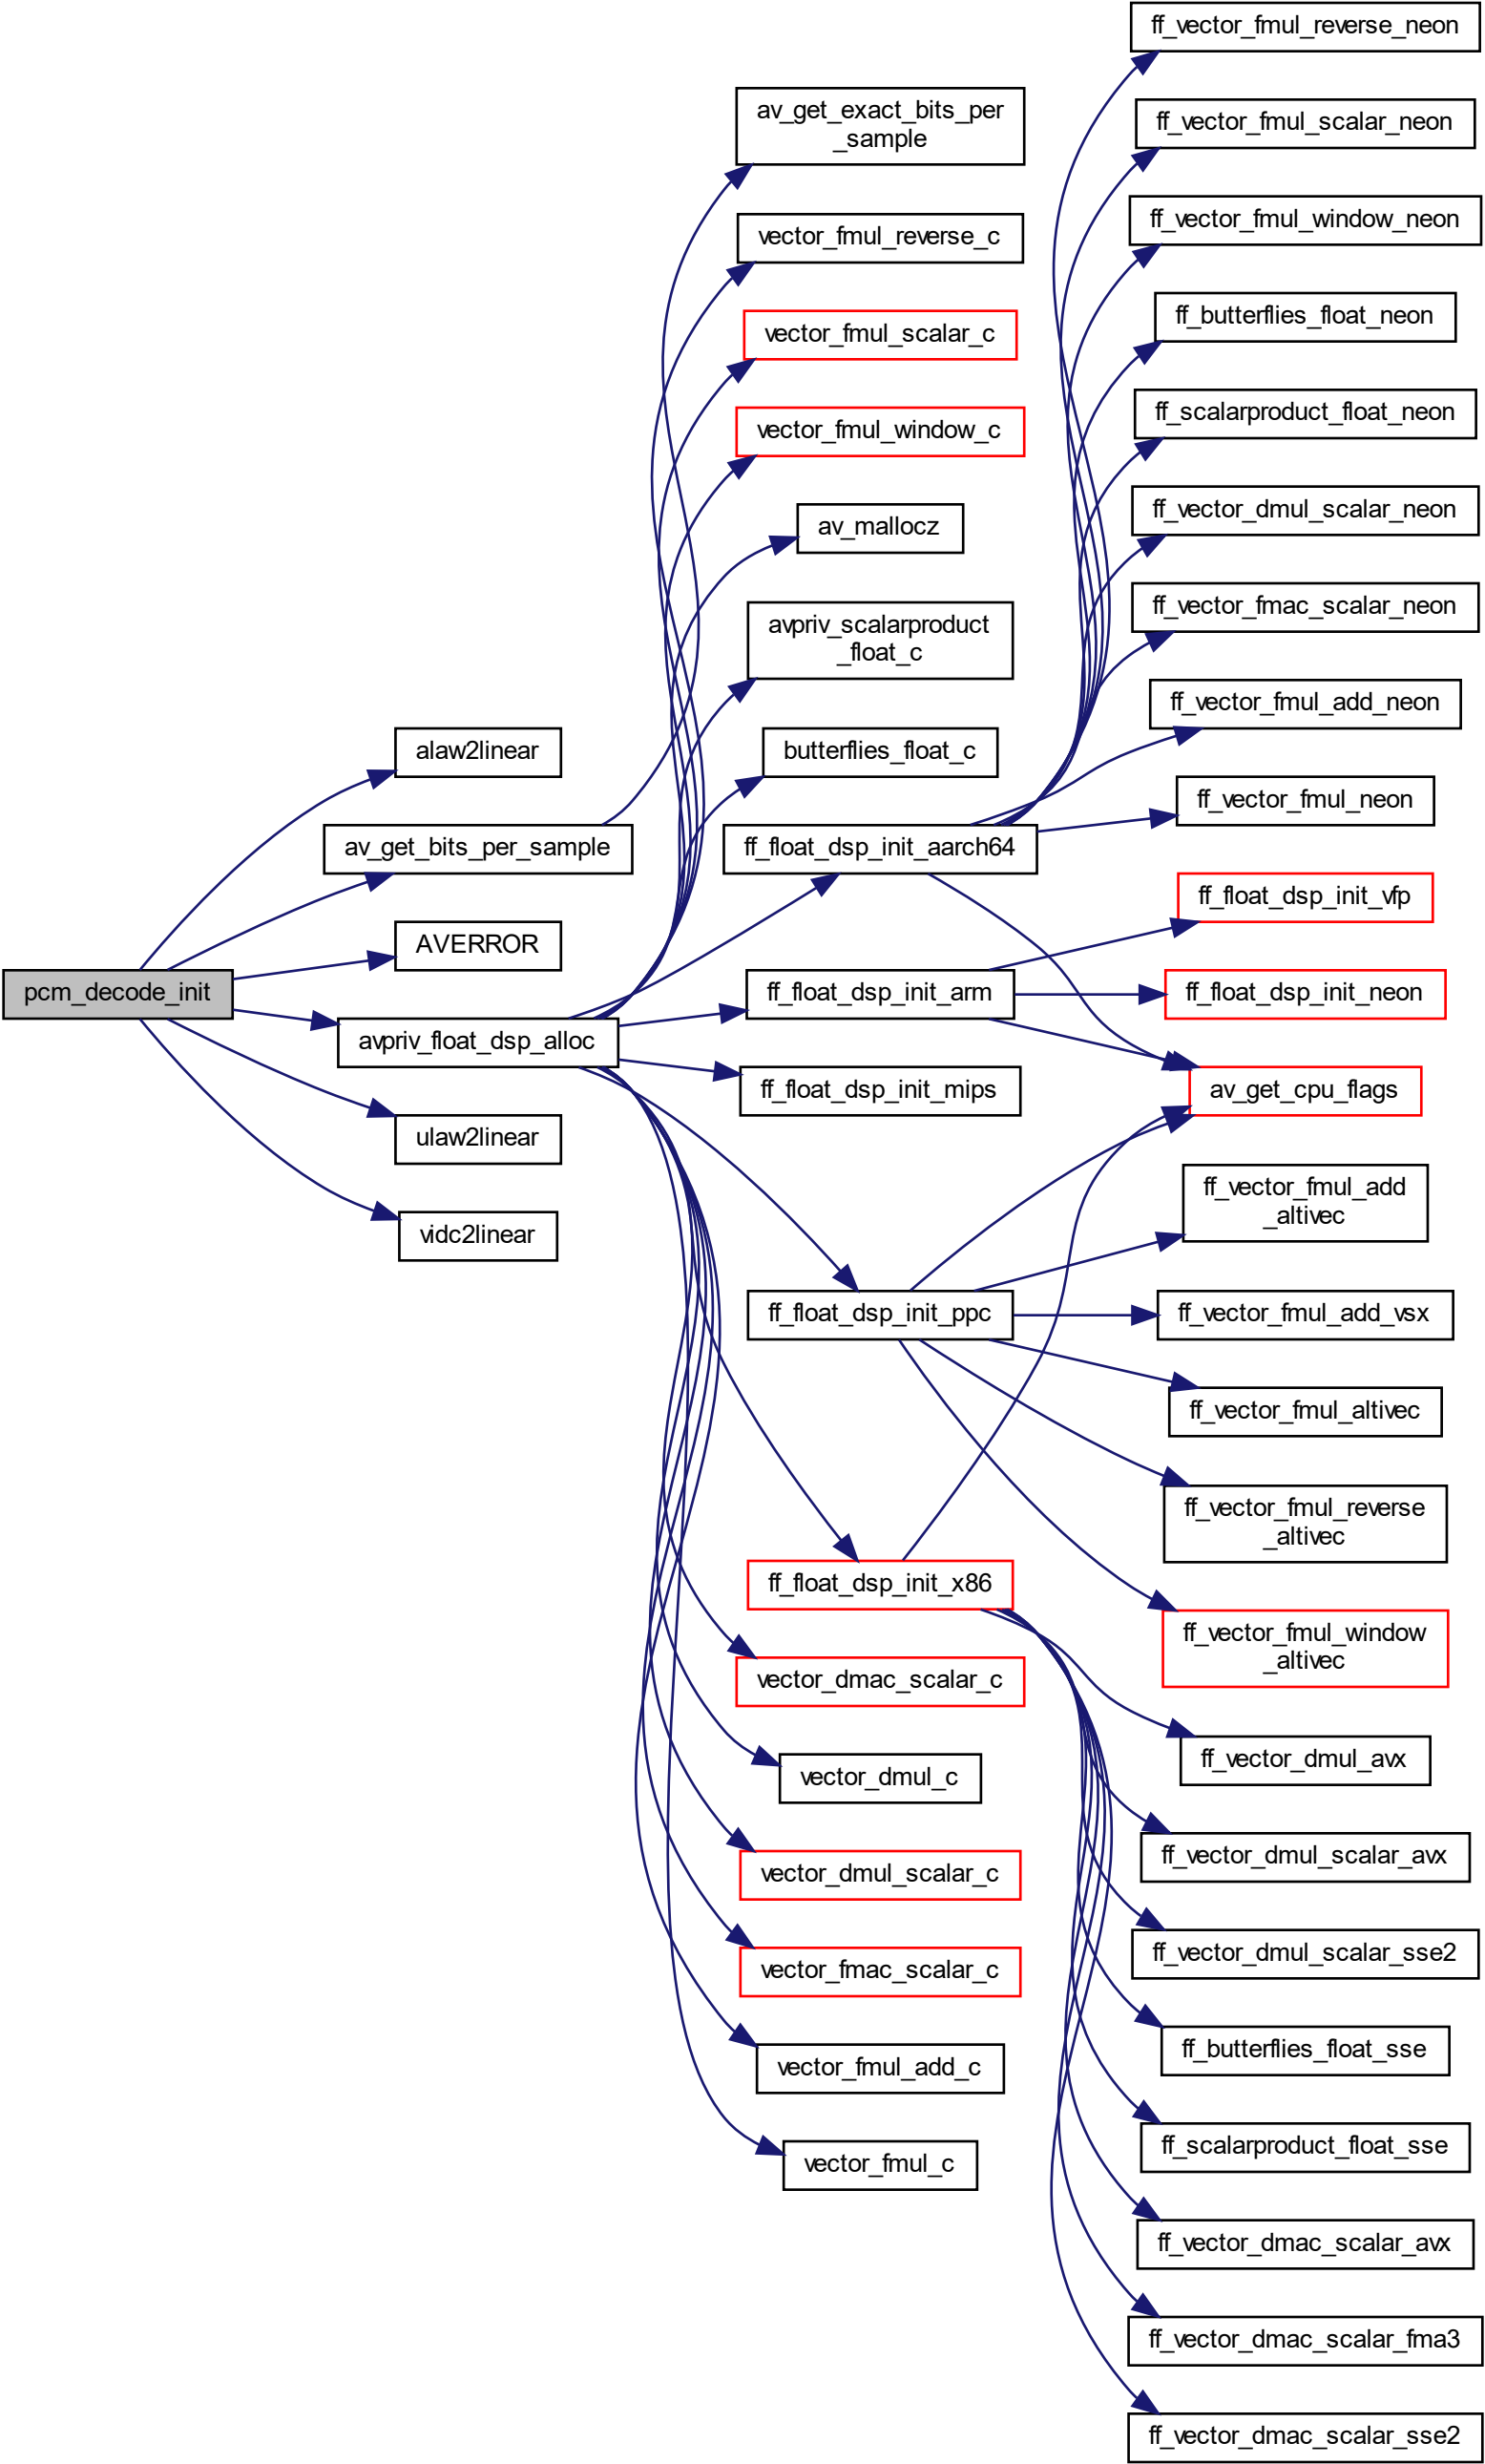 pcm_decode_init
alaw2linear
av_get_bits_per_sample
AVERROR
avpriv_float_dsp_alloc
ulaw2linear
vidc2linear
av_get_exact_bits_per
_sample
vector_fmul_reverse_c
vector_fmul_scalar_c
vector_fmul_window_c
av_mallocz
avpriv_scalarproduct
_float_c
butterflies_float_c
ff_float_dsp_init_aarch64
ff_float_dsp_init_arm
ff_float_dsp_init_mips
ff_float_dsp_init_ppc
ff_float_dsp_init_x86
vector_dmac_scalar_c
vector_dmul_c
vector_dmul_scalar_c
vector_fmac_scalar_c
vector_fmul_add_c
vector_fmul_c
ff_vector_fmul_reverse_neon
ff_vector_fmul_scalar_neon
ff_vector_fmul_window_neon
ff_butterflies_float_neon
ff_scalarproduct_float_neon
ff_vector_dmul_scalar_neon
ff_vector_fmac_scalar_neon
ff_vector_fmul_add_neon
ff_vector_fmul_neon
ff_float_dsp_init_vfp
ff_float_dsp_init_neon
av_get_cpu_flags
ff_vector_fmul_add
_altivec
ff_vector_fmul_add_vsx
ff_vector_fmul_altivec
ff_vector_fmul_reverse
_altivec
ff_vector_fmul_window
_altivec
ff_vector_dmul_avx
ff_vector_dmul_scalar_avx
ff_vector_dmul_scalar_sse2
ff_butterflies_float_sse
ff_scalarproduct_float_sse
ff_vector_dmac_scalar_avx
ff_vector_dmac_scalar_fma3
ff_vector_dmac_scalar_sse2